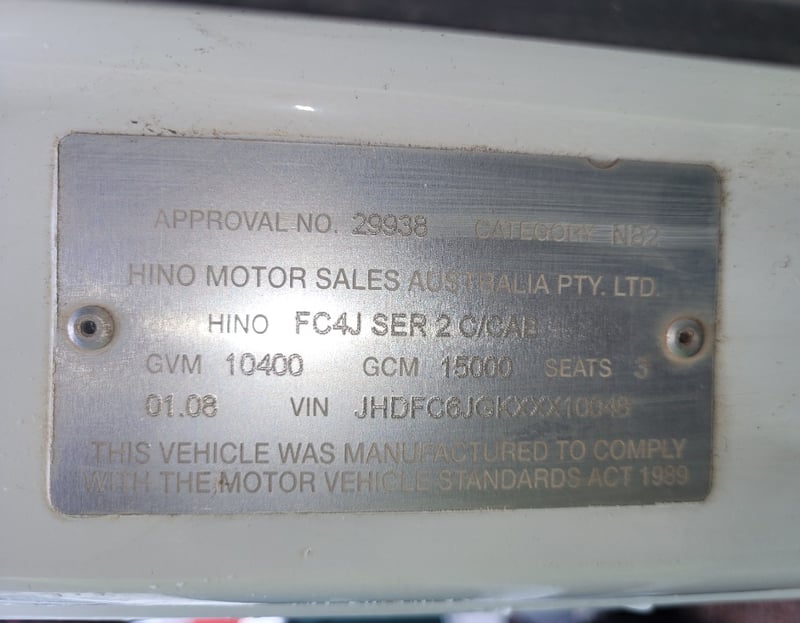 APPROVAL NO. 29938 CATEGORY NB2
HINO MOTOR SALES AUSTRALIA PTY. LTD.
HINO FC4J SER 2 C/CAB
GVM 10400 GCM 15000 SEATS 3
01.08 VIN JHDFC6JGKXXX10048
THIS VEHICLE WAS MANUFACTURED TO COMPLY
WITH THE MOTOR VEHICLE STANDARDS ACT 1989